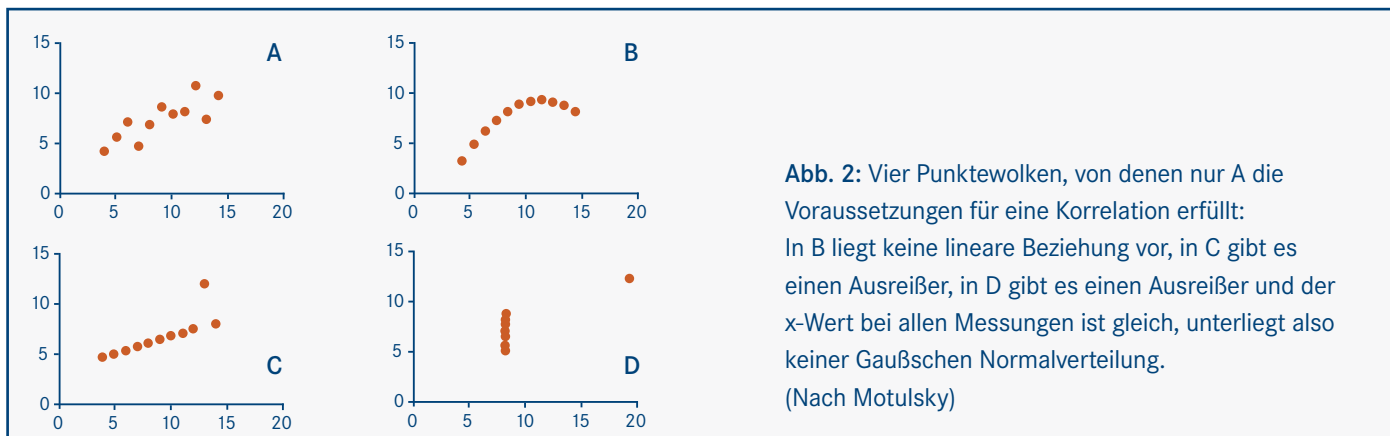 15
10
5
0
0 5 10 15 20
A
15
10
5
0
0 5 10 15 20
B
15
10
5
0
0 5 10 15 20
C
15
10
5
0
0 5 10 15 20
D
Abb. 2: Vier Punktewolken, von denen nur A die
Voraussetzungen für eine Korrelation erfüllt:
In B liegt keine lineare Beziehung vor, in C gibt es
einen Ausreißer, in D gibt es einen Ausreißer und der
x-Wert bei allen Messungen ist gleich, unterliegt also
keiner Gaußschen Normalverteilung.
(Nach Motulsky)